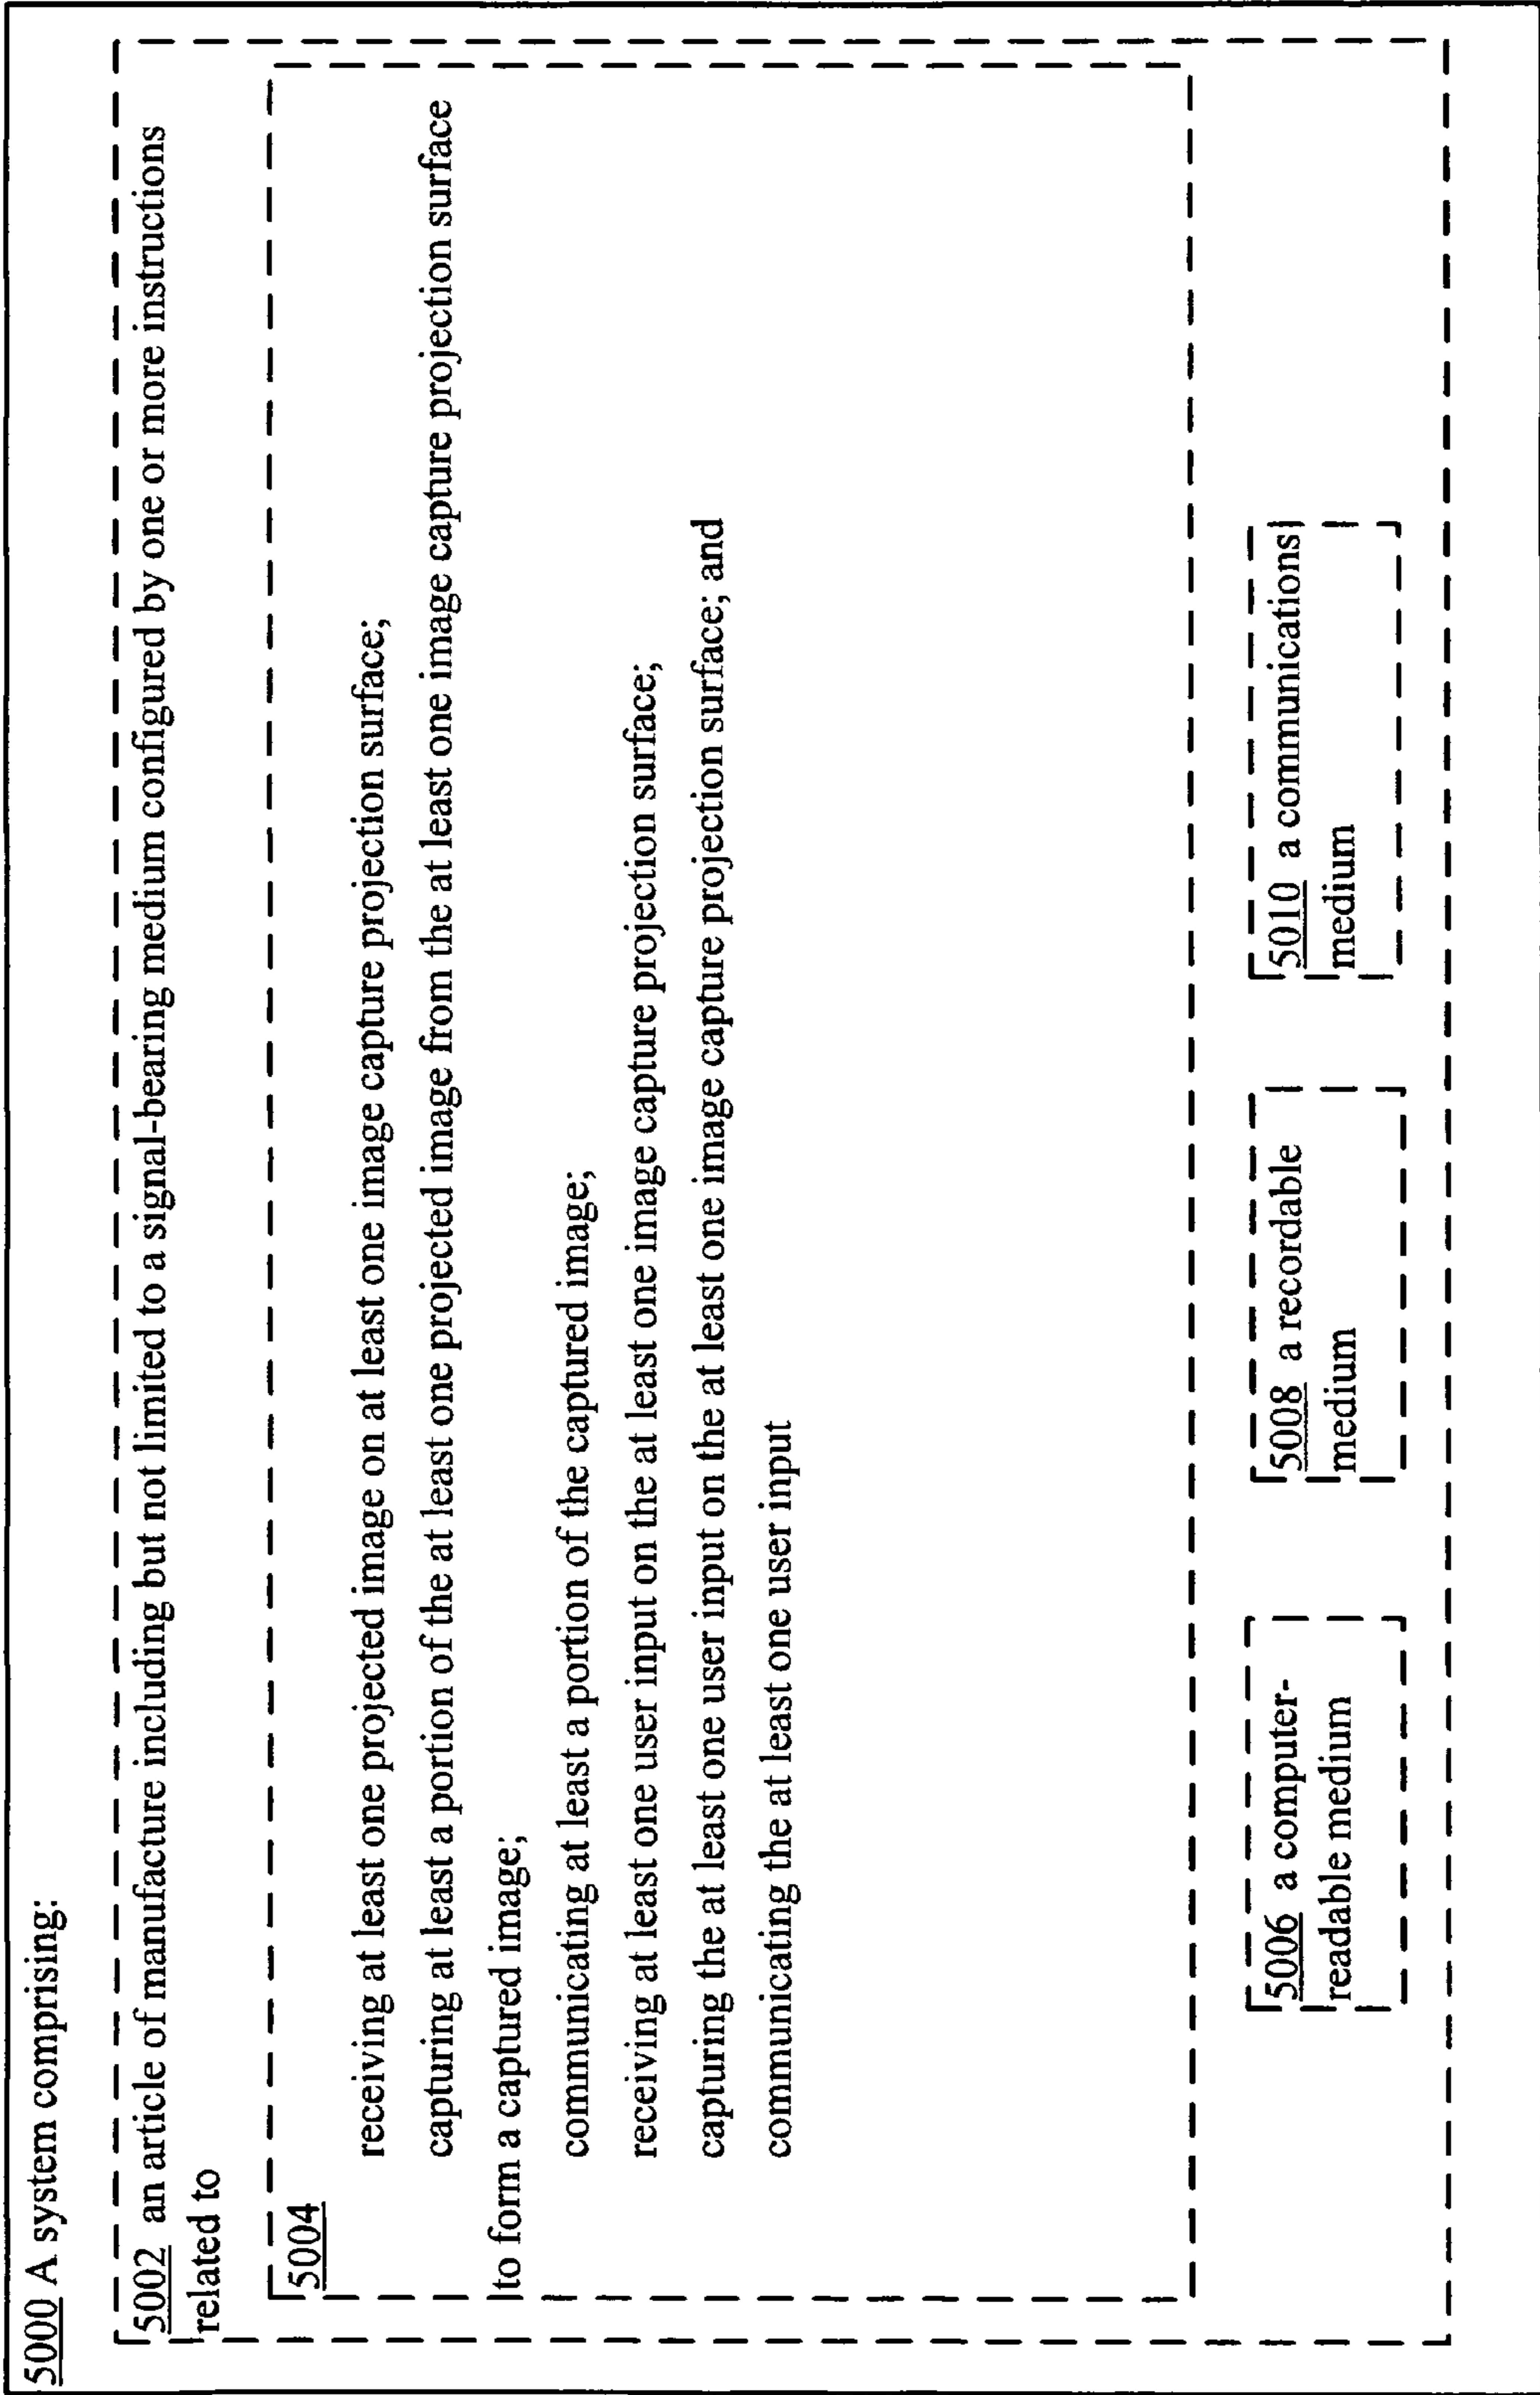 5000 A system comprising:
5002 an article of manufacture including but not limited to a signal-bearing medium configured by one or more instructions
related to
5004
receiving at least one projected image on at least one image capture projection surface;
capturing at least a portion of the at least one projected image from the at least one image capture projection surface
to form a captured image;
communicating at least a portion of the captured image;
receiving at least one user input on the at least one image capture projection surface;
capturing the at least one user input on the at least one image capture projection surface; and
communicating the at least one user input
5006 a computer-
readable medium
5008 a recordable
medium
5010 a communications
medium